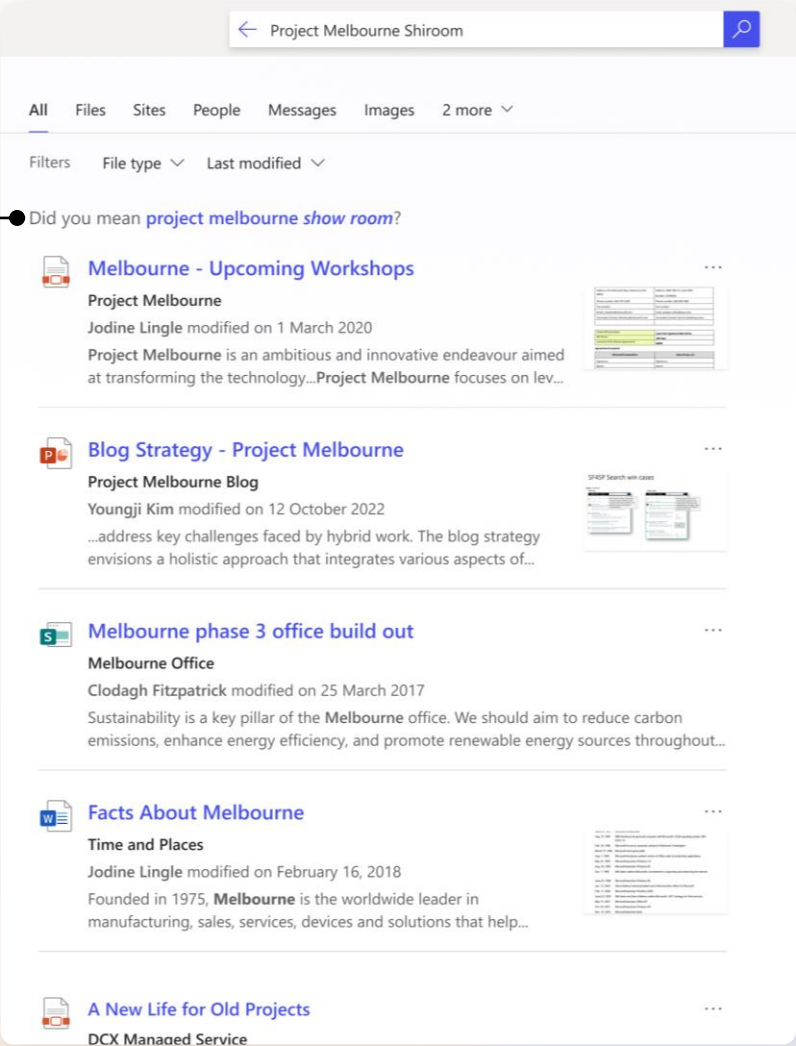 Project Melbourne Shiroom
All Files Sites People Messages Images 2 more
Filters File type Last modified
Did you mean project melbourne show room?
Melbourne - Upcoming Workshops
Project Melbourne
Jodine Lingle modified on 1 March 2020
Project Melbourne is an ambitious and innovative endeavour aimed
at transforming the technology...Project Melbourne focuses on lev...
P
Blog Strategy - Project Melbourne
Project Melbourne Blog
Youngji Kim modified on 12 October 2022
...address key challenges faced by hybrid work. The blog strategy
envisions a holistic approach that integrates various aspects of...
SF4SP Search win cases
S
Melbourne phase 3 office build out
Melbourne Office
Clodagh Fitzpatrick modified on 25 March 2017
Sustainability is a key pillar of the Melbourne office. We should aim to reduce carbon
emissions, enhance energy efficiency, and promote renewable energy sources throughout...
W
Facts About Melbourne
Time and Places
Jodine Lingle modified on February 16, 2018
Founded in 1975, Melbourne is the worldwide leader in
manufacturing, sales, services, devices and solutions that help...
A New Life for Old Projects
DCX Managed Service